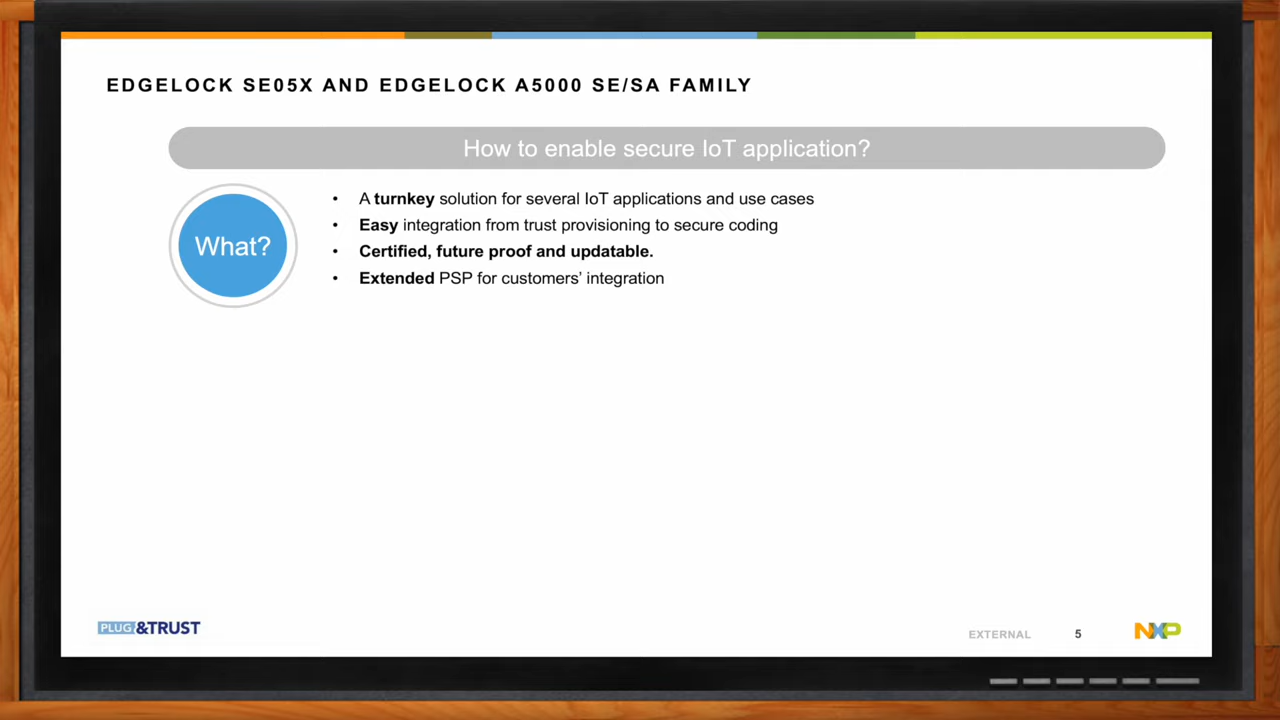 EDGELOCK SE05X AND EDGELOCK A5000 SE/SA FAMILY
How to enable secure IoT application?
What?
• A turnkey solution for several IoT applications and use cases
• Easy integration from trust provisioning to secure coding
• Certified, future proof and updatable.
• Extended PSP for customers’ integration
PLUG&TRUST
EXTERNAL
5
NXP